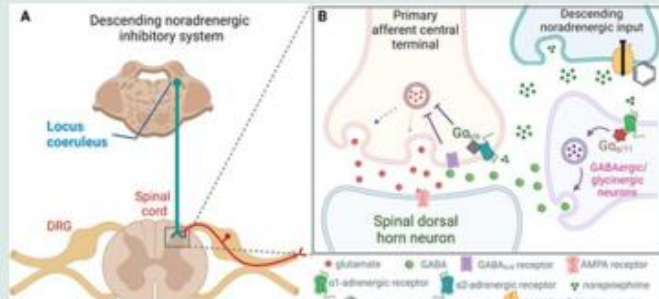 A
Descending noradrenergic
inhibitory system
Locus
coeruleus
Spinal
cord
DRG
B
Primary
afferent central
terminal
Descending
noradrenergic input
GABAergic/
glycinergic
neurons
Spinal dorsal
horn neuron
glutamate
GABA
receptor
AMPA receptor
α1-adrenergic receptor
α2-adrenergic receptor
norepinephrine